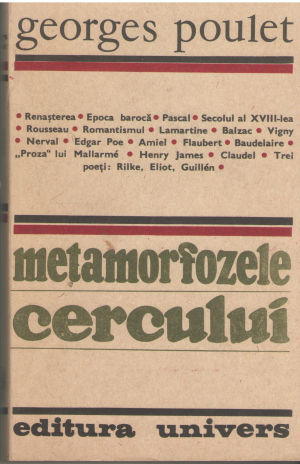 georges poulet
• Renașterea • Epoca barocă • Pascal • Secolul al XVIII-lea
• Rousseau • Romantismul • Lamartine • Balzac • Vigny
• Nerval • Edgar Poe • Amiel • Flaubert • Baudelaire •
„Proza” lui Mallarmé • Henry James • Claudel • Trei
poeți: Rilke, Eliot, Guillén •
metamorfozele
cercului
editura univers